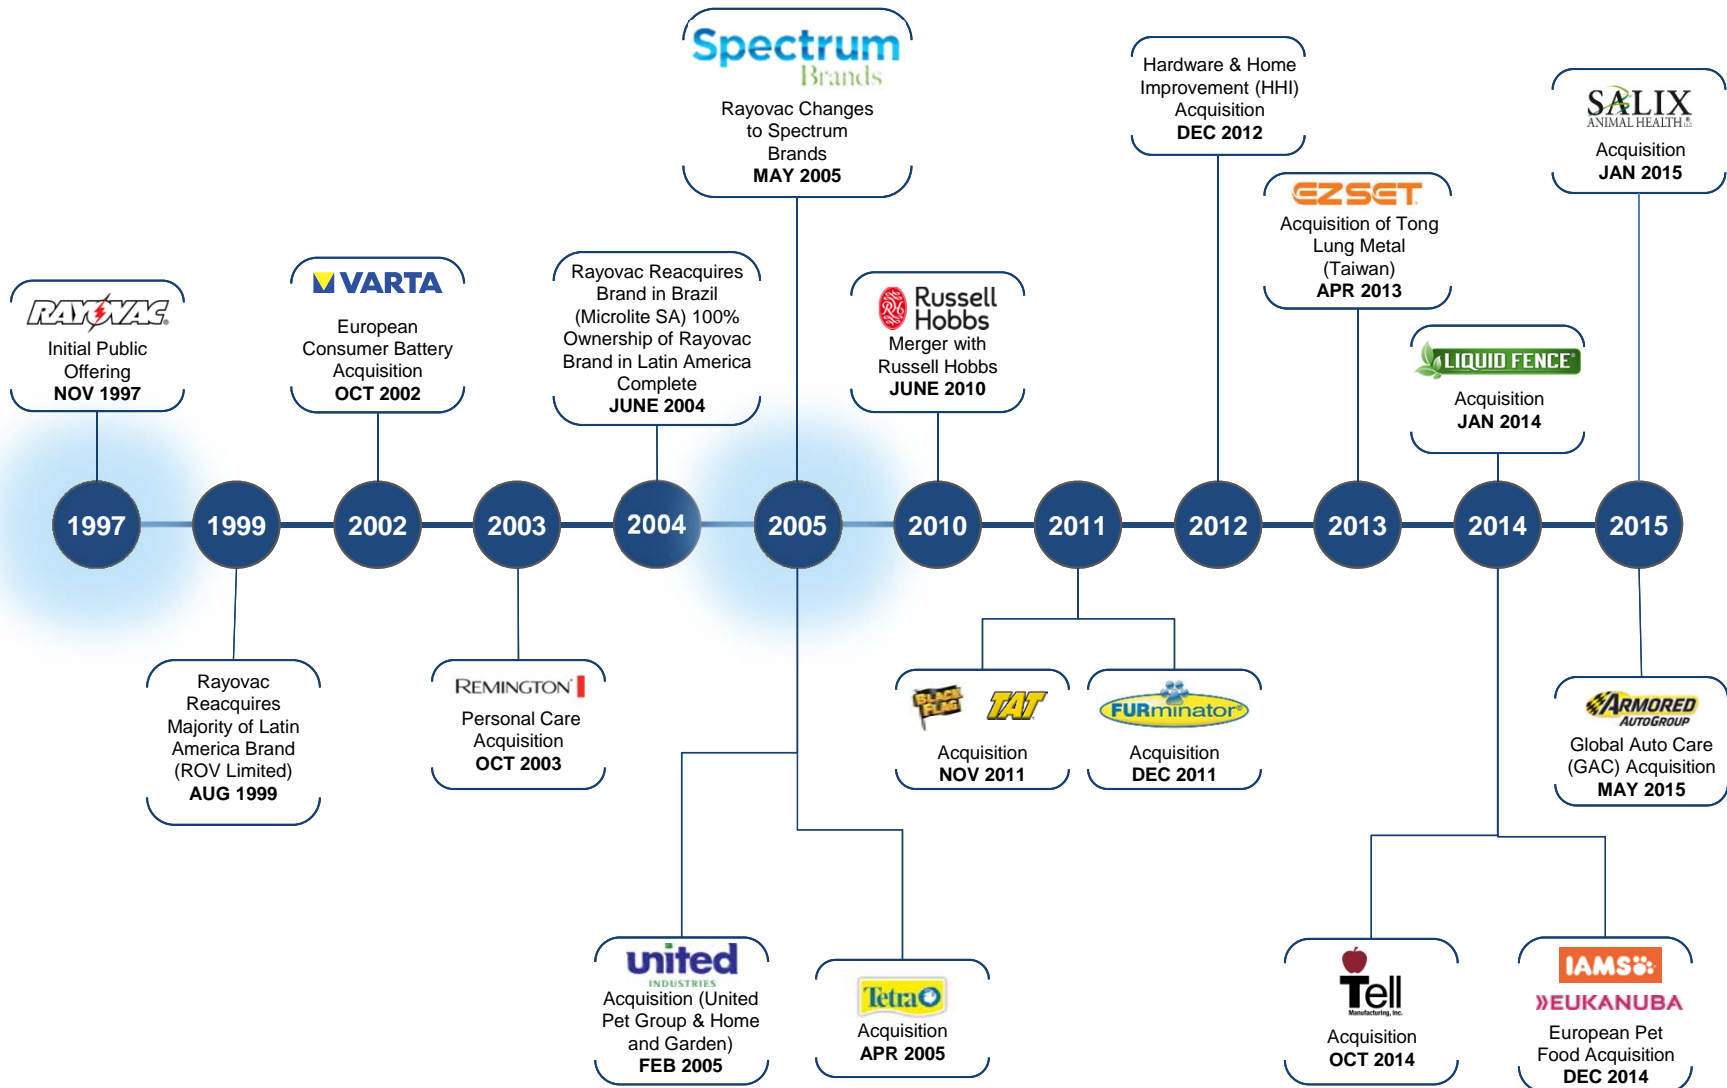 Spectrum
Brands
Rayovac Changes
to Spectrum
Brands
MAY 2005
Hardware & Home
Improvement (HHI)
Acquisition
DEC 2012
SALIX
ANIMAL HEALTH
Acquisition
JAN 2015
EZSET
Acquisition of Tong
Lung Metal
(Taiwan)
APR 2013
RAYOVAC
Initial Public
Offering
NOV 1997
VARTA
European
Consumer Battery
Acquisition
OCT 2002
Rayovac Reacquires
Brand in Brazil
(Microlite SA) 100%
Ownership of Rayovac
Brand in Latin America
Complete
JUNE 2004
Russell
Hobbs
Merger with
Russell Hobbs
JUNE 2010
LIQUID FENCE
Acquisition
JAN 2014
1997
1999
2002
2003
2004
2005
2010
2011
2012
2013
2014
2015
Rayovac
Reacquires
Majority of Latin
America Brand
(ROV Limited)
AUG 1999
REMINGTON
Personal Care
Acquisition
OCT 2003
BLACK
FLAG
TAT
Acquisition
NOV 2011
FURminator®
Acquisition
DEC 2011
ARMORED
AUTOGROUP
Global Auto Care
(GAC) Acquisition
MAY 2015
united
INDUSTRIES
Acquisition (United
Pet Group & Home
and Garden)
FEB 2005
Tetra
Acquisition
APR 2005
Tell
Manufacturing, Inc.
Acquisition
OCT 2014
IAMS
EUKANUBA
European Pet
Food Acquisition
DEC 2014